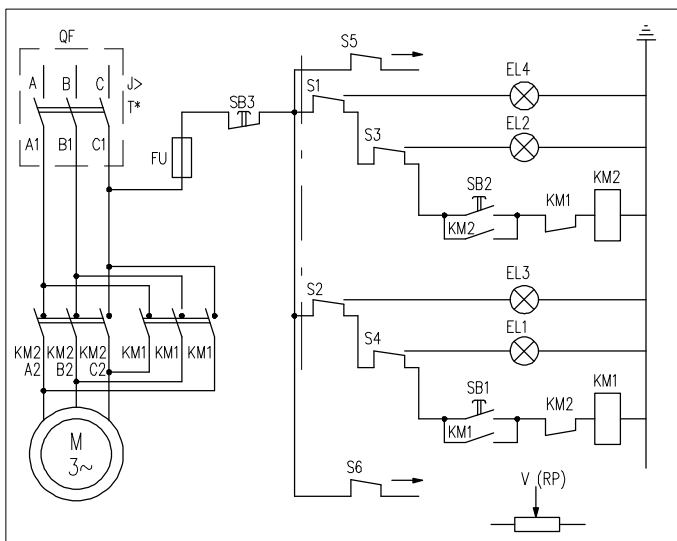 QF
A B C J>
T*
A1 B1 C1
FU
SB3
S5
S1
EL4
S3
EL2
SB2
KM2
KM1
KM2
S2
EL3
S4
EL1
SB1
KM1
KM2
KM1
KM2 KM2 KM2 KM1 KM1 KM1
A2 B2 C2
M
3~
S6
V (RP)